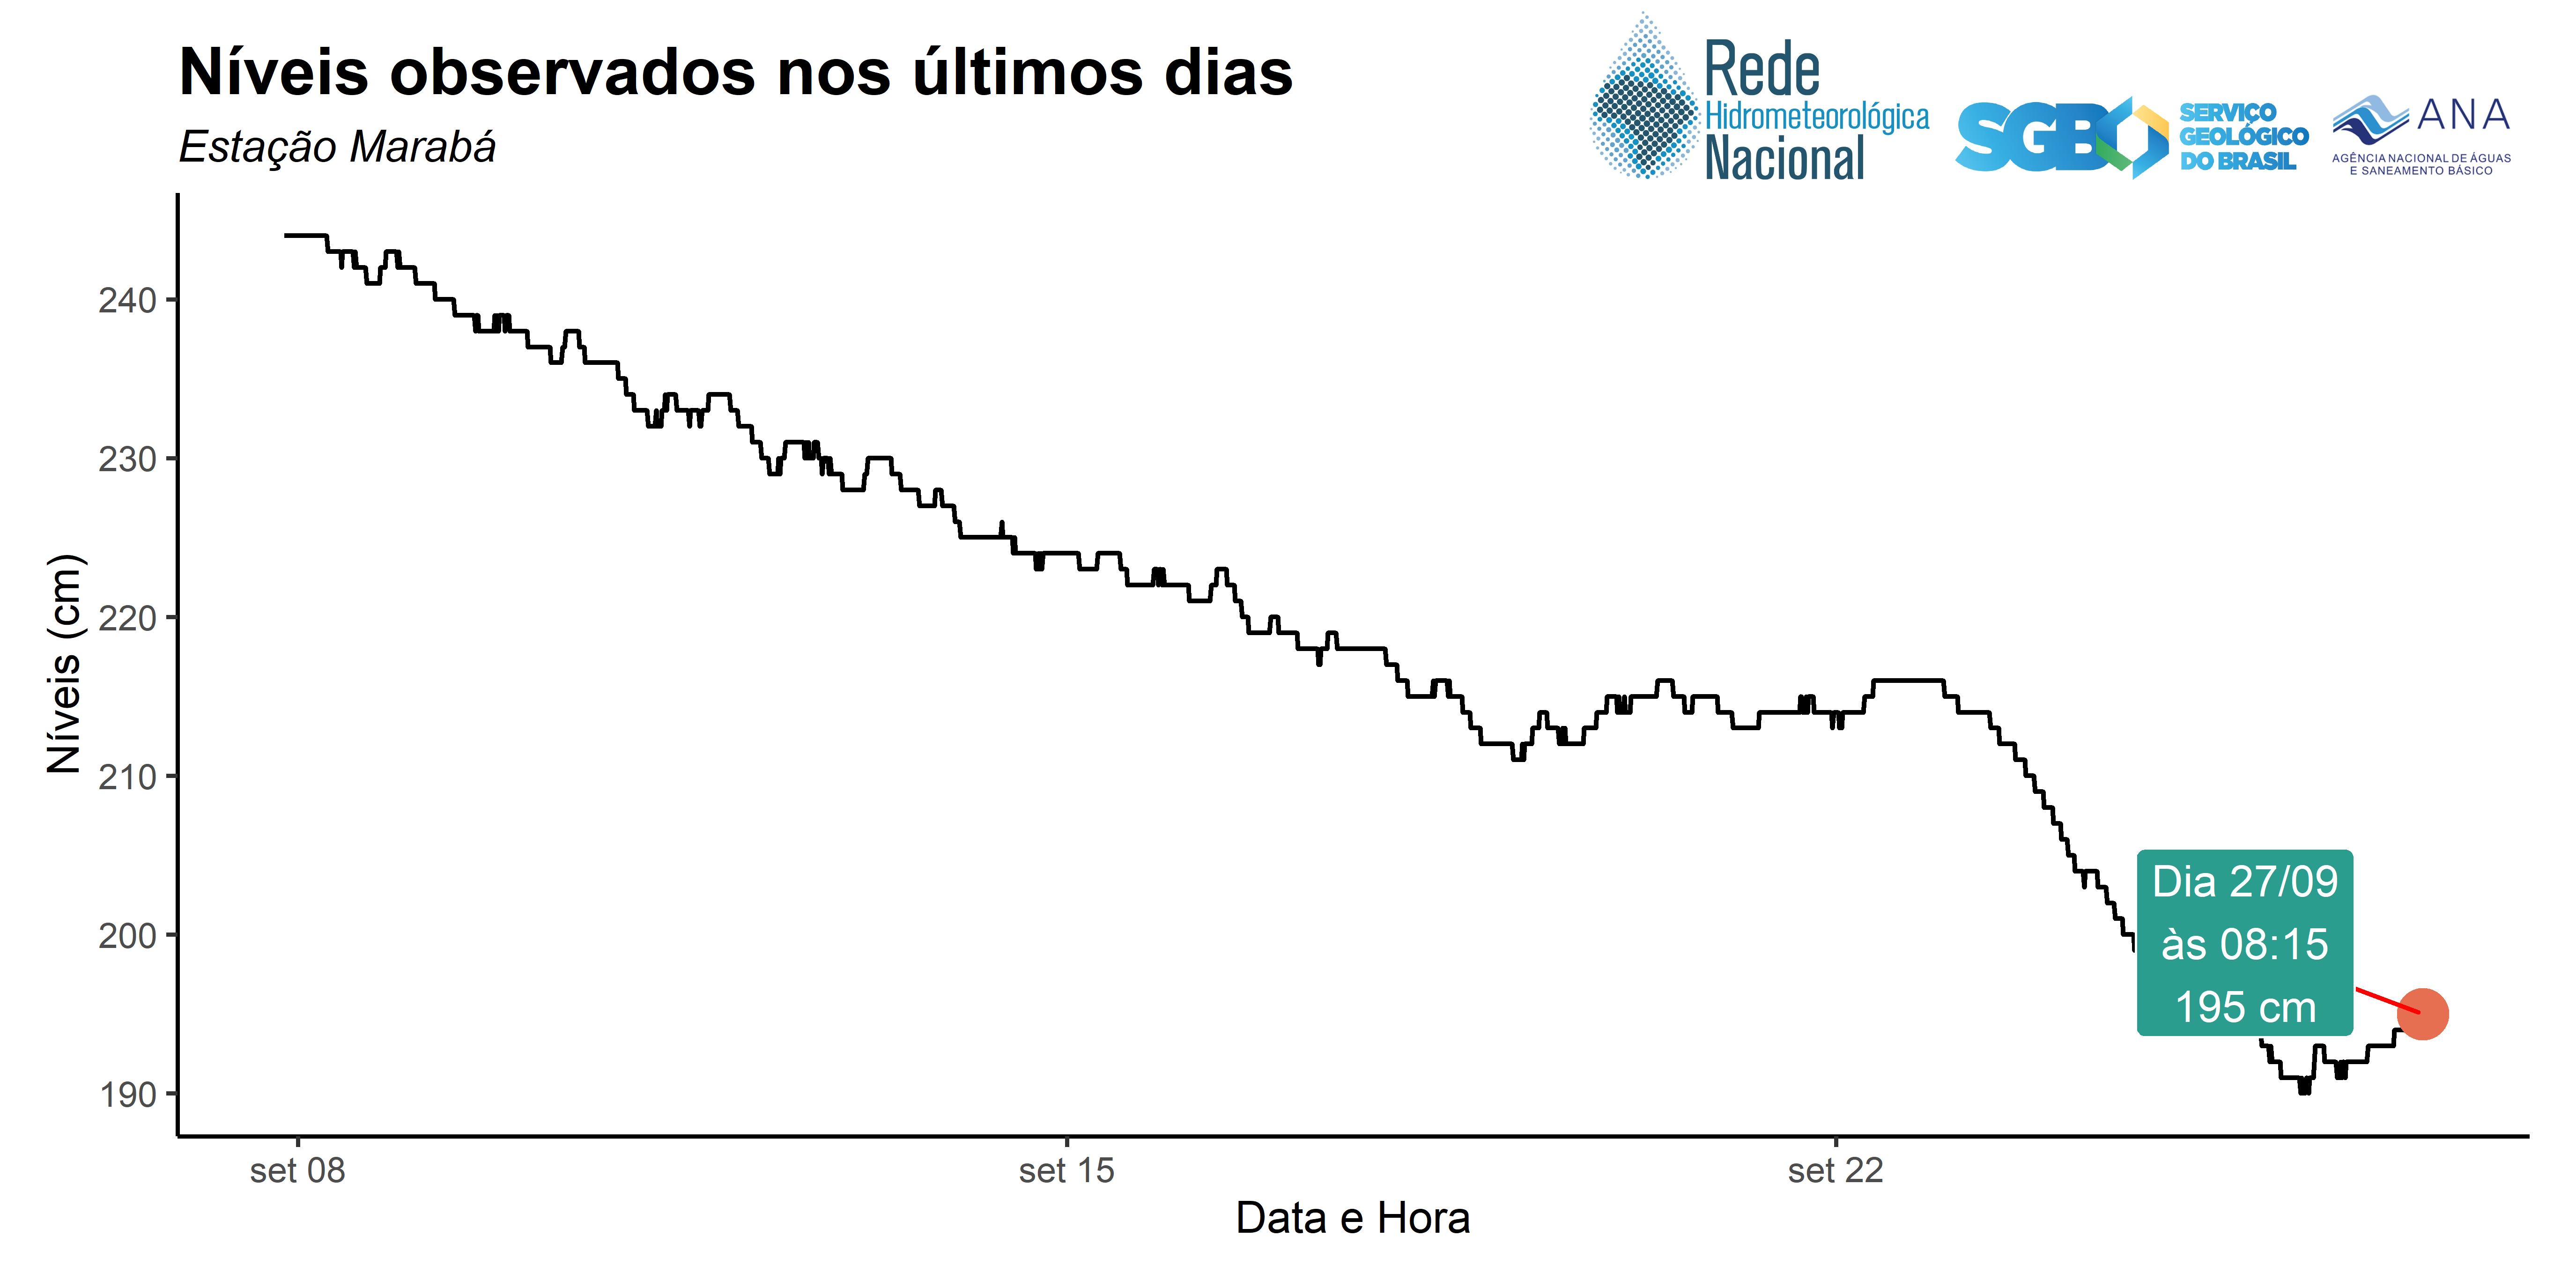 Níveis observados nos últimos dias
Estação Marabá
Rede
Hidrometeorológica
Nacional
SGB
SERVIÇO
GEOLÓGICO
DO BRASIL
ANA
AGÊNCIA NACIONAL DE ÁGUAS
E SANEAMENTO BÁSICO
Níveis (cm)
240
230
220
210
200
190
Dia 27/09
às 08:15
195 cm
set 08
set 15
set 22
Data e Hora